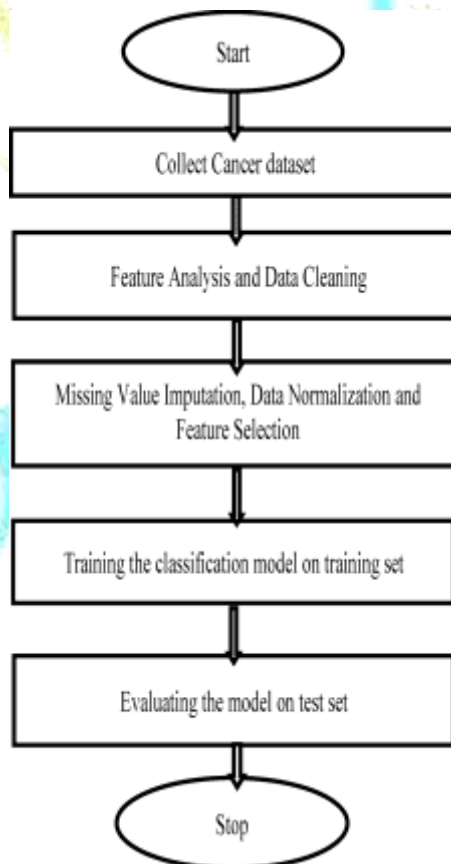 Start
Collect Cancer dataset
Feature Analysis and Data Cleaning
Missing Value Imputation, Data Normalization and
Feature Selection
Training the classification model on training set
Evaluating the model on test set
Stop